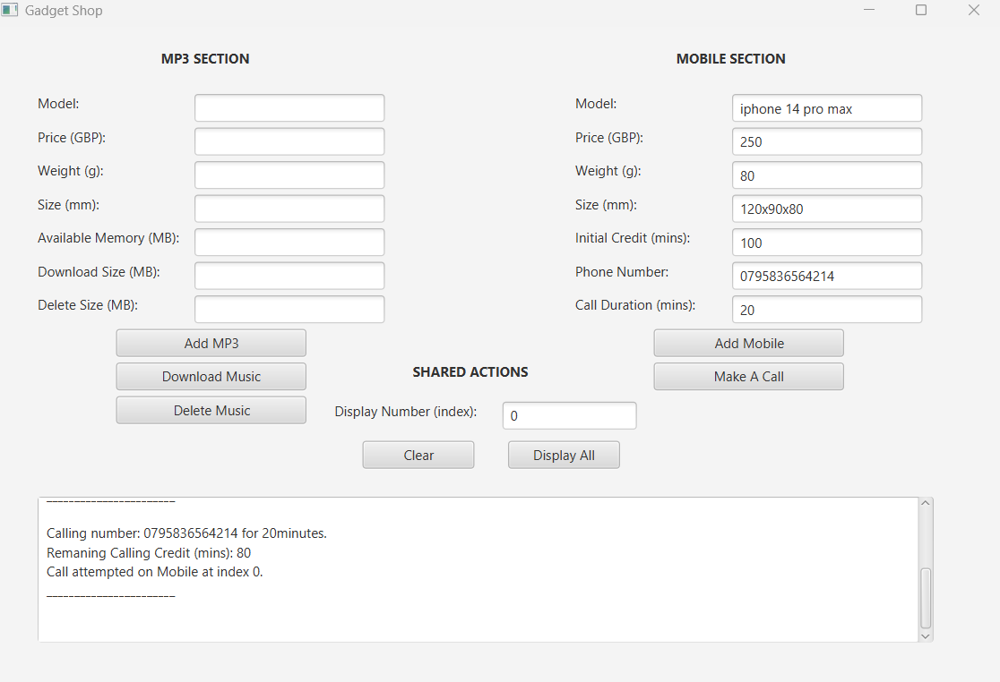 Gadget Shop
MP3 SECTION
Model:
Price (GBP):
Weight (g):
Size (mm):
Available Memory (MB):
Download Size (MB):
Delete Size (MB):
Add MP3
Download Music
Delete Music
MOBILE SECTION
Model: iphone 14 pro max
Price (GBP): 250
Weight (g): 80
Size (mm): 120x90x80
Initial Credit (mins): 100
Phone Number: 0795836564214
Call Duration (mins): 20
Add Mobile
Make A Call
SHARED ACTIONS
Display Number (index): 0
Clear Display All
------------------------
Calling number: 0795836564214 for 20minutes.
Remaning Calling Credit (mins): 80
Call attempted on Mobile at index 0.
------------------------